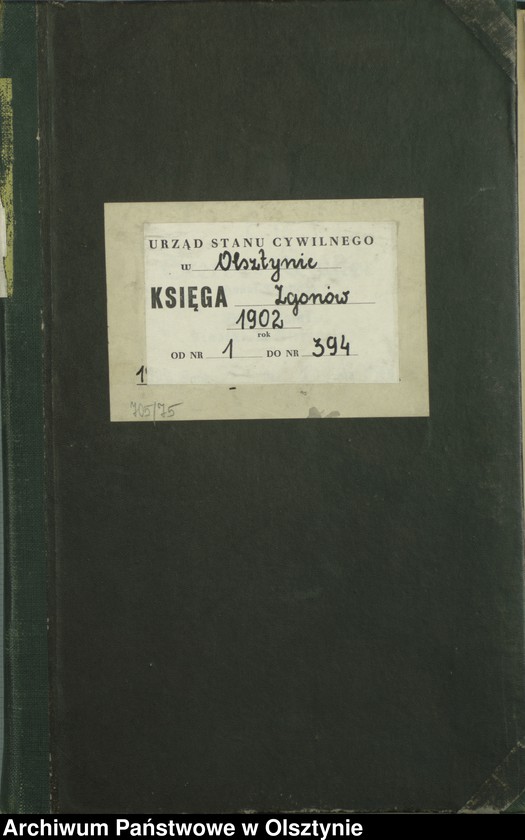 URZĄD STANU CYWILNEGO
w Olsztynie
KSIĘGA Zgonów
1902
rok
OD NR 1 DO NR 394
1
705/75
Archiwum Państwowe w Olsztynie